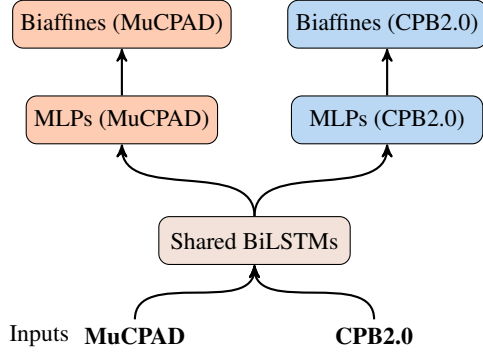 Biaffines (MuCPAD) Biaffines (CPB2.0)
MLPs (MuCPAD) MLPs (CPB2.0)
Shared BiLSTMs
Inputs MuCPAD CPB2.0